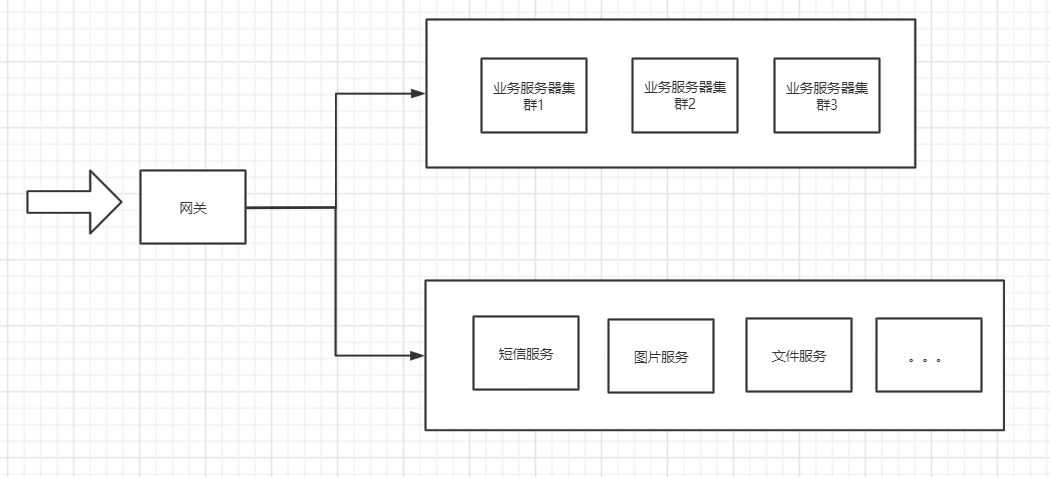 业务服务器集
群1
业务服务器集
群2
业务服务器集
群3
网关
短信服务
图片服务
文件服务
。。。